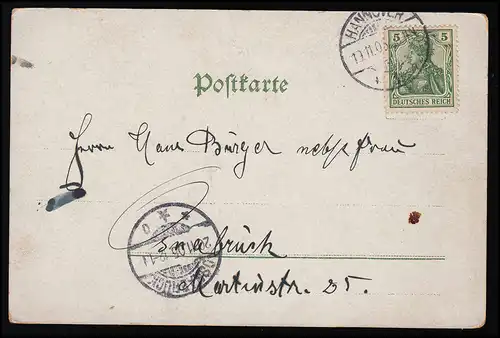 HANNOVER
5 5
DEUTSCHES REICH
Postkarte
Herrn Hans Bürger nebst Frau
Osnabrück
Martinstr. 25.